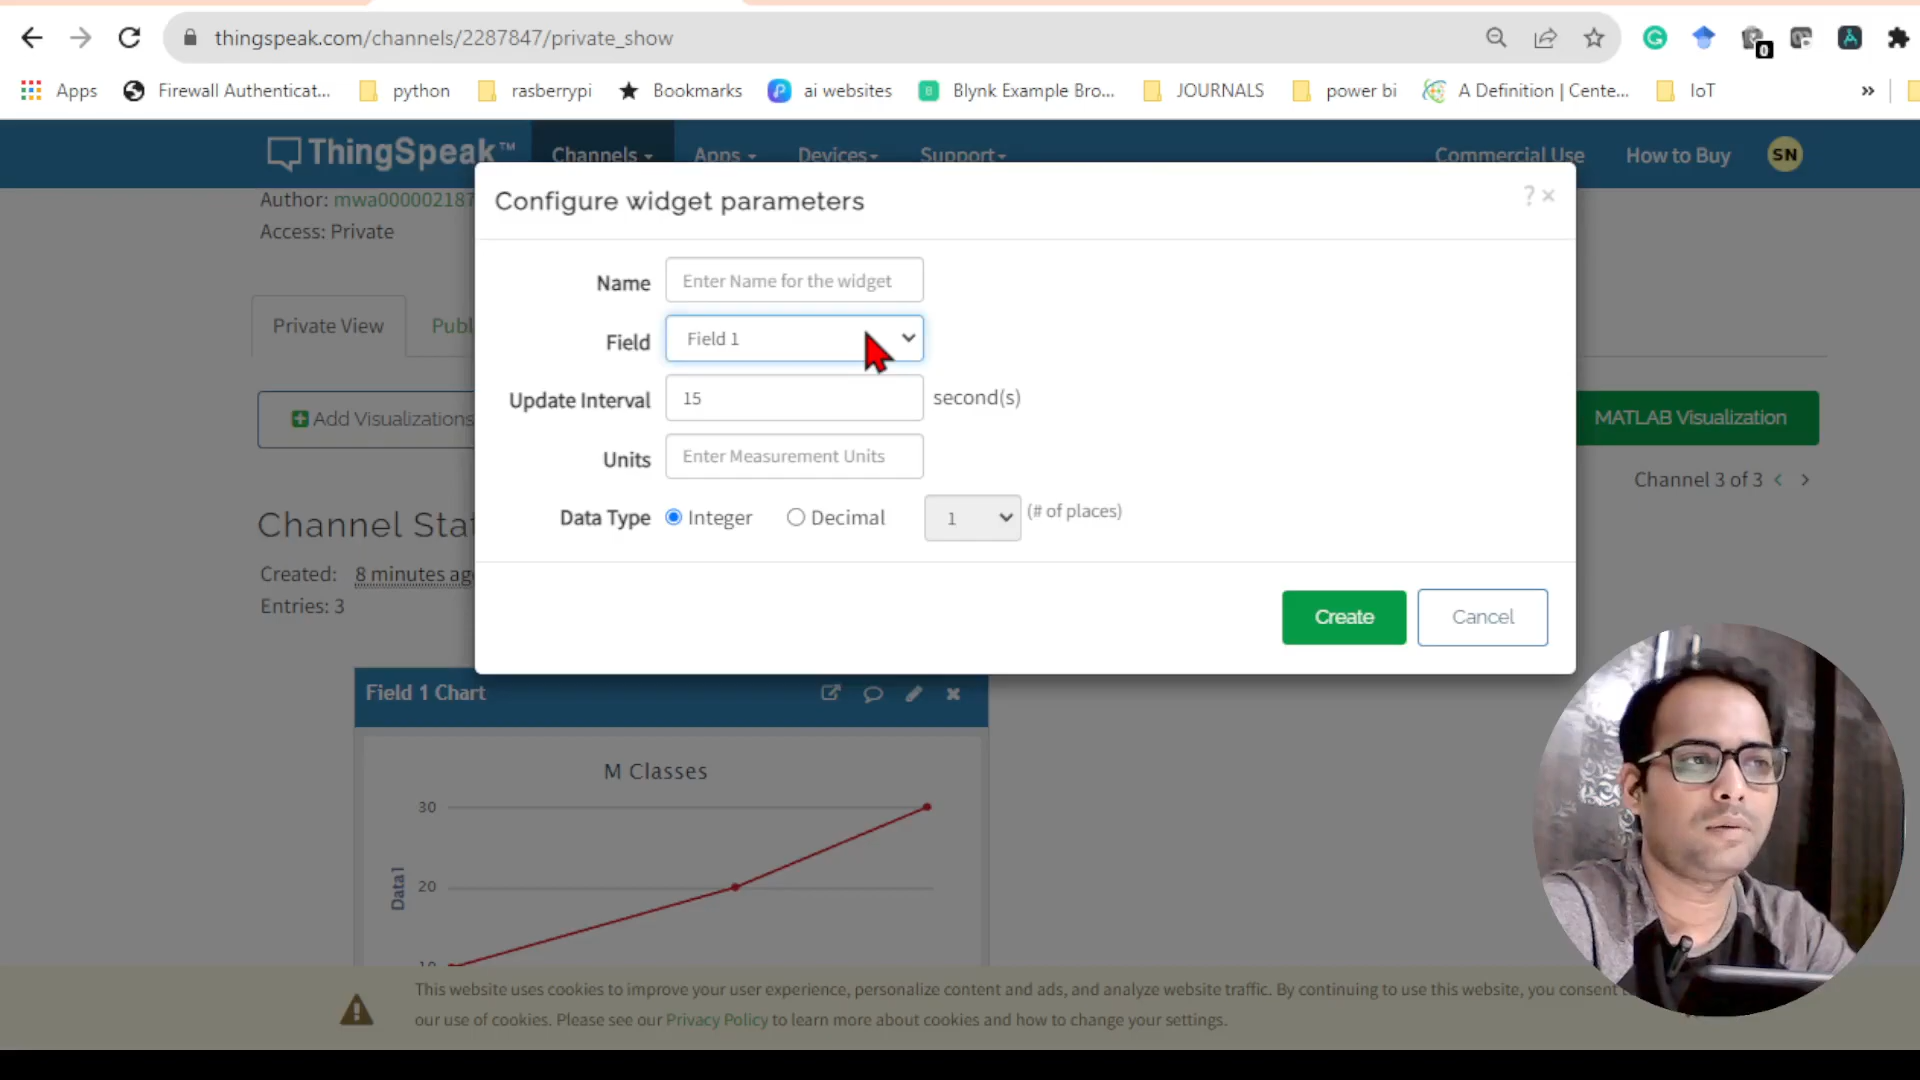 thingspeak.com/channels/2287847/private_show
0
Apps
Firewall Authenticat...
python
rasberrypi
Bookmarks
ai websites
B
Blynk Example Bro...
JOURNALS
power bi
A Definition | Cente...
IoT
»
ThingSpeak™
Channels
Apps
Devices
Support
Commercial Use
How to Buy
SN
Author: mwa000002187
Access: Private
Configure widget parameters
? ×
Name
Enter Name for the widget
Field
Field 1
Update Interval
15
second(s)
Units
Enter Measurement Units
Data Type
Integer
Decimal
1
(# of places)
Create
Cancel
Private View
Publ
Add Visualizations
MATLAB Visualization
Channel 3 of 3 < >
Channel Stat
Created: 8 minutes ago
Entries: 3
Field 1 Chart
M Classes
30
20
10
Data1
This website uses cookies to improve your user experience, personalize content and ads, and analyze website traffic. By continuing to use this website, you consent
our use of cookies. Please see our Privacy Policy to learn more about cookies and how to change your settings.